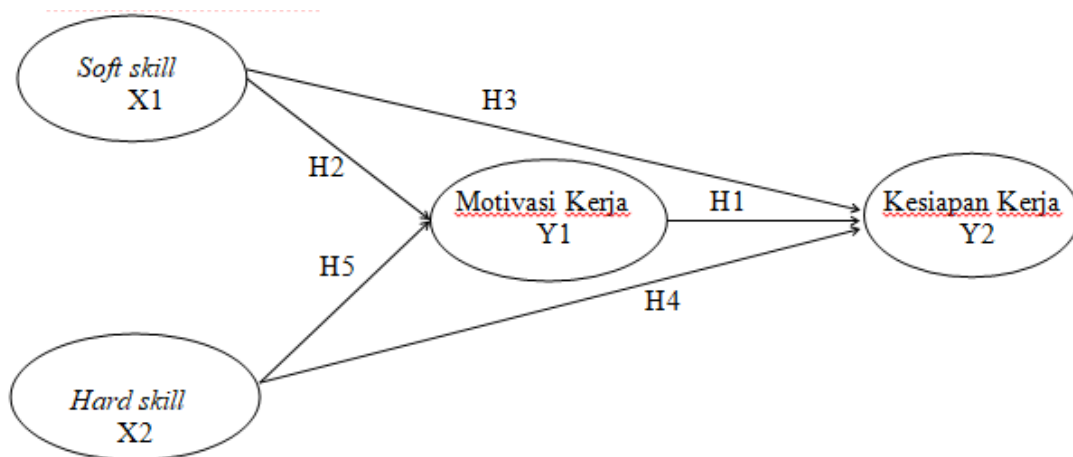 Soft skill
X1
H3
H2
Motivasi Kerja
Y1
H1
Kesiapan Kerja
Y2
H5
H4
Hard skill
X2